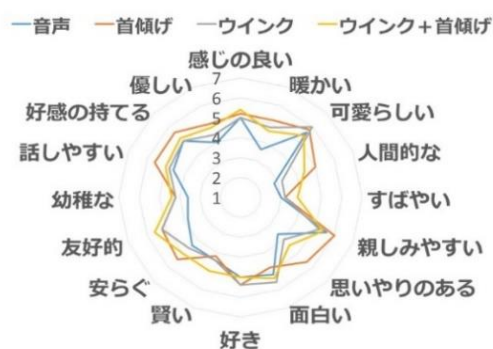 音声 首傾げ ウインク ウインク+首傾げ
感じの良い
優しい 暖かい
好感の持てる 可愛らしい
話しやすい 人間的な
幼稚な すばやい
友好的 親しみやすい
安らぐ 思いやりのある
賢い 面白い
好き
7
6
5
4
3
2
1